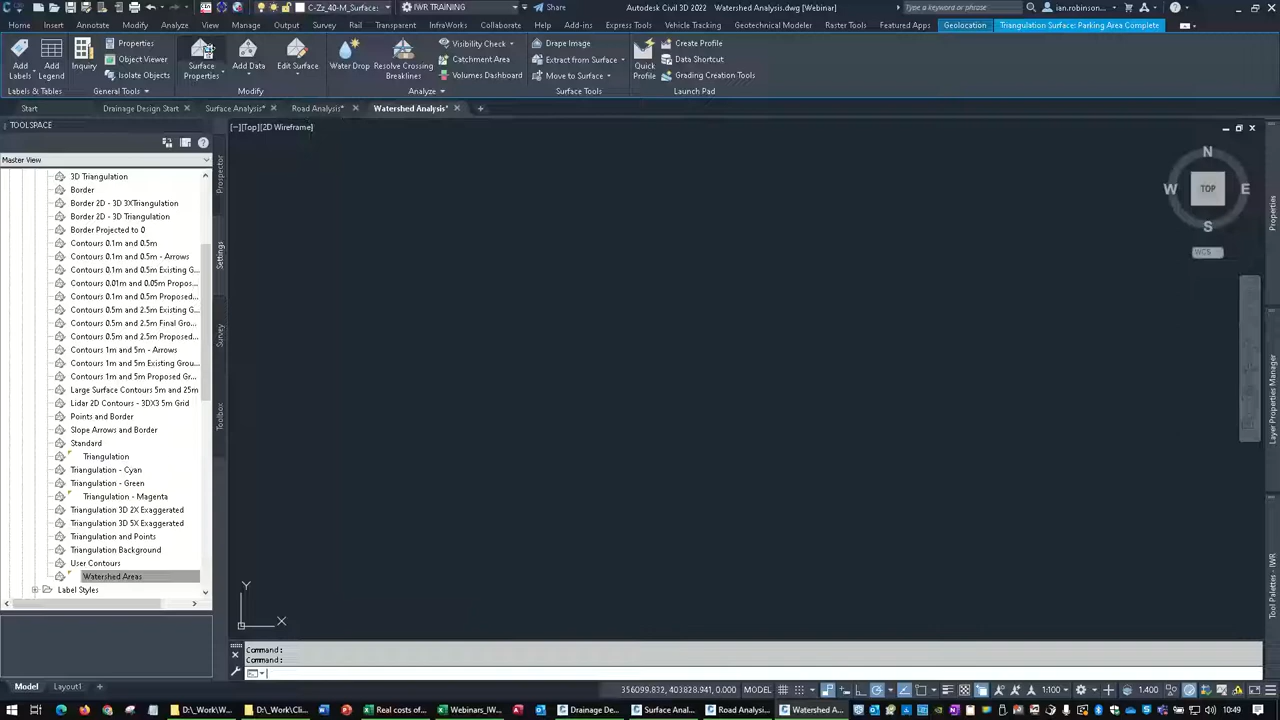 C-Zz_40-M_Surface:
IWR TRAINING
Share
Autodesk Civil 3D 2022
Watershed Analysis.dwg [Webinar]
Type a keyword or phrase
ian.robinson...
Home
Insert
Annotate
Modify
Analyze
View
Manage
Output
Survey
Rail
Transparent
InfraWorks
Collaborate
Help
Add-ins
Express Tools
Vehicle Tracking
Geotechnical Modeler
Raster Tools
Featured Apps
Geolocation
Triangulation Surface: Parking Area Complete
Add
Labels
Add
Legend
Inquiry
Properties
Object Viewer
Isolate Objects
Surface
Properties
Add Data
Edit Surface
Water Drop
Resolve Crossing
Breaklines
Visibility Check
Catchment Area
Volumes Dashboard
Drape Image
Extract from Surface
Move to Surface
Quick
Profile
Create Profile
Data Shortcut
Grading Creation Tools
Labels & Tables
General Tools
Modify
Analyze
Surface Tools
Launch Pad
Start
Drainage Design Start
Surface Analysis*
Road Analysis*
Watershed Analysis*
TOOLSPACE
Master View
3D Triangulation
Border
Border 2D - 3D 3XTriangulation
Border 2D - 3D Triangulation
Border Projected to 0
Contours 0.1m and 0.5m
Contours 0.1m and 0.5m - Arrows
Contours 0.1m and 0.5m Existing G...
Contours 0.01m and 0.05m Propos...
Contours 0.1m and 0.5m Proposed...
Contours 0.5m and 2.5m Existing G...
Contours 0.5m and 2.5m Final Gro...
Contours 0.5m and 2.5m Proposed...
Contours 1m and 5m - Arrows
Contours 1m and 5m Existing Grou...
Contours 1m and 5m Proposed Gr...
Large Surface Contours 5m and 25m
Lidar 2D Contours - 3DX3 5m Grid
Points and Border
Slope Arrows and Border
Standard
Triangulation
Triangulation - Cyan
Triangulation - Green
Triangulation - Magenta
Triangulation 3D 2X Exaggerated
Triangulation 3D 5X Exaggerated
Triangulation and Points
Triangulation Background
User Contours
Watershed Areas
Label Styles
Prospector
Settings
Survey
Toolbox
[−][Top][2D Wireframe]
N
W
TOP
E
S
WCS
Properties
Layer Properties Manager
Tool Palettes - IWR
Y
X
Command:
Command:
Model
Layout1
356099.832, 403828.941, 0.000
MODEL
1:100
1.400
D:\_Work\W...
D:\_Work\Cli...
Real costs of...
Webinars_IW...
Drainage De...
Surface Anal...
Road Analysi...
Watershed A...
10:49